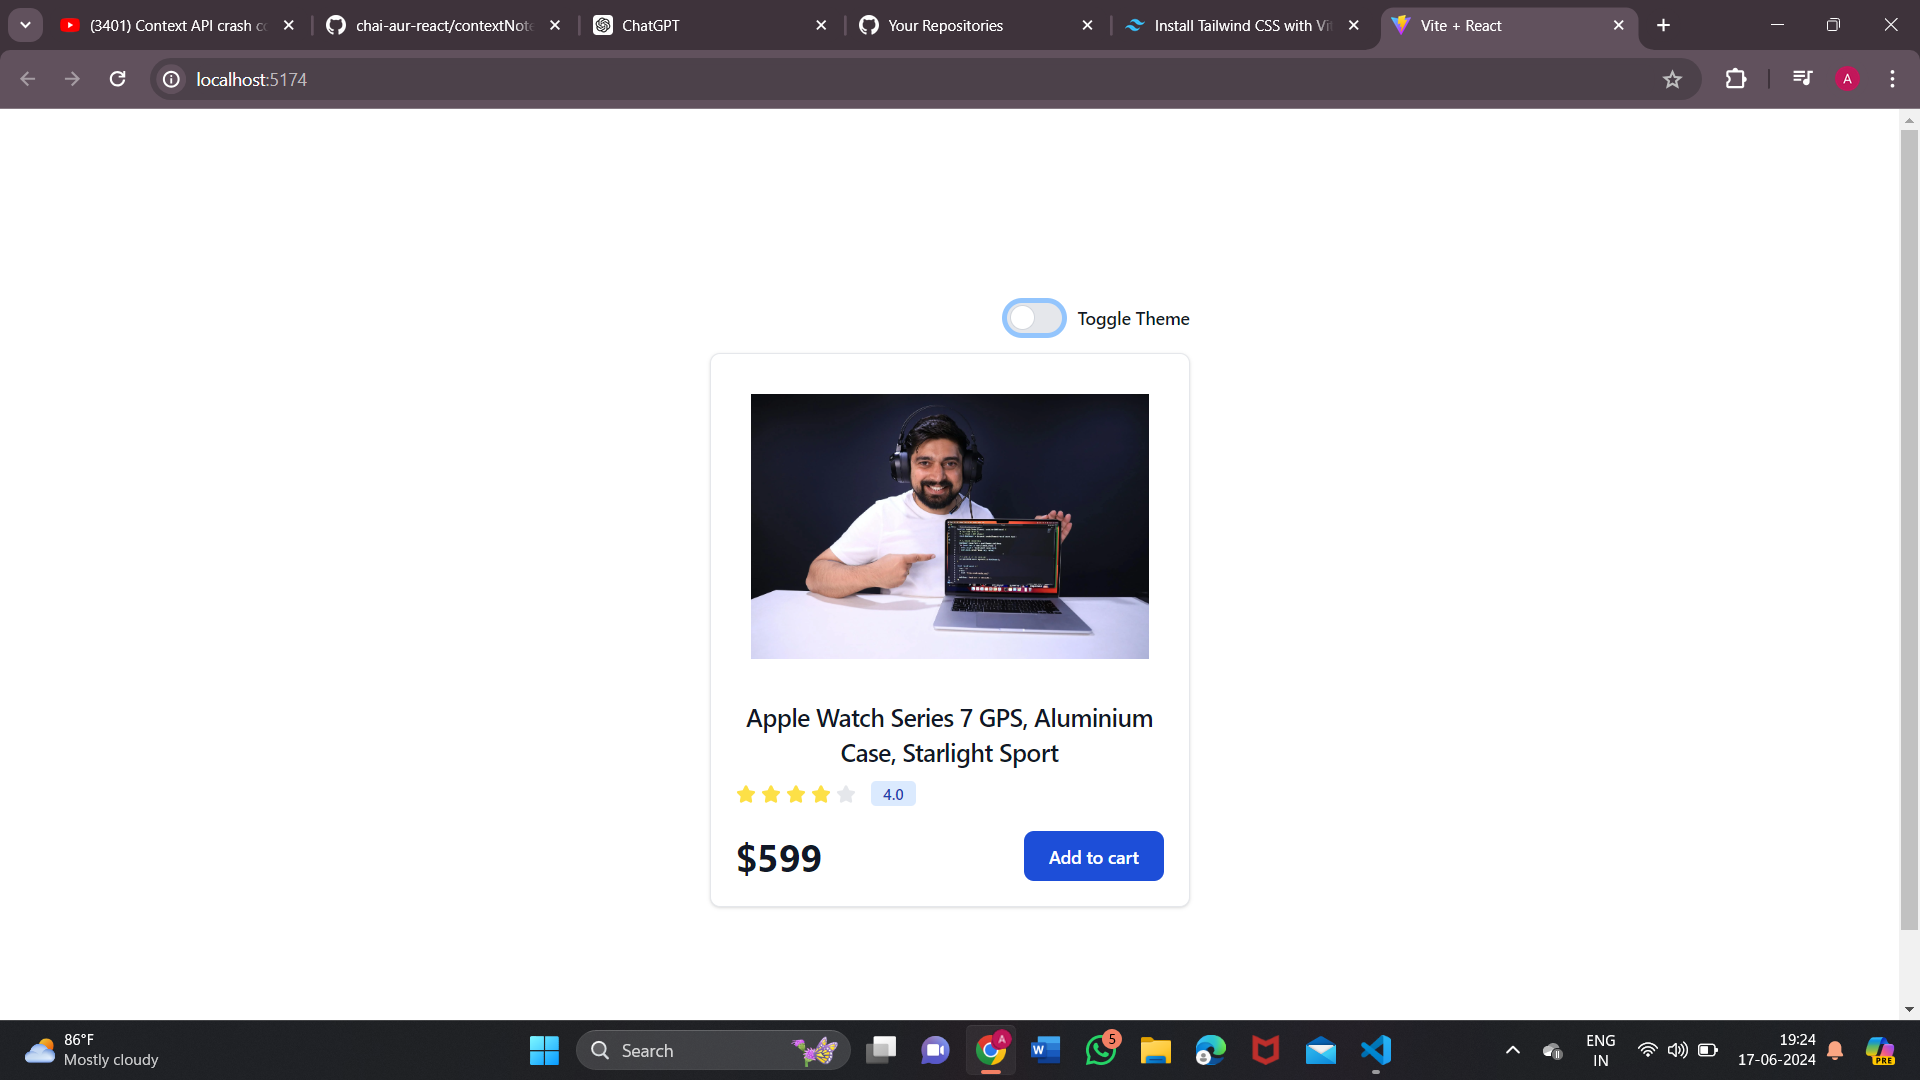 (3401) Context API crash c
chai-aur-react/contextNote
ChatGPT
Your Repositories
Install Tailwind CSS with Vi
Vite + React
localhost:5174
A
Toggle Theme
Apple Watch Series 7 GPS, Aluminium
Case, Starlight Sport
4.0
$599
Add to cart
86°F
Mostly cloudy
Search
A
W
5
ENG
IN
19:24
17-06-2024
PRE